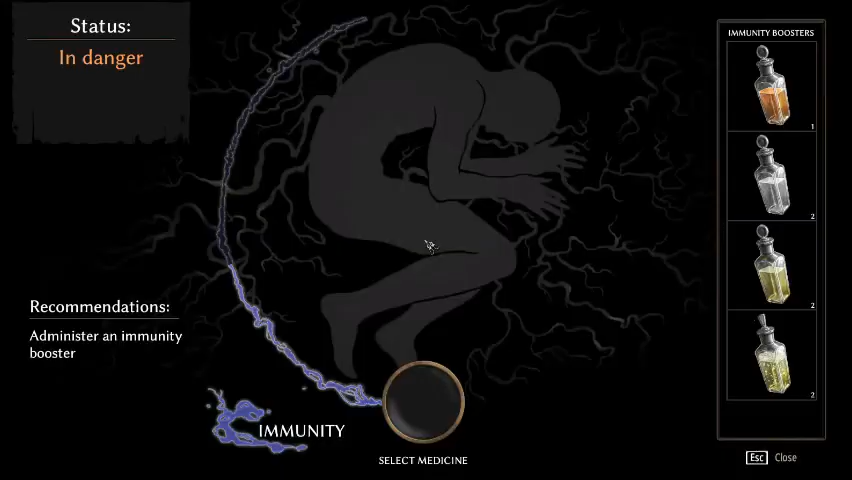 Status:
In danger
IMMUNITY BOOSTERS
1
2
2
2
Recommendations:
Administer an immunity
booster
IMMUNITY
SELECT MEDICINE
Esc Close